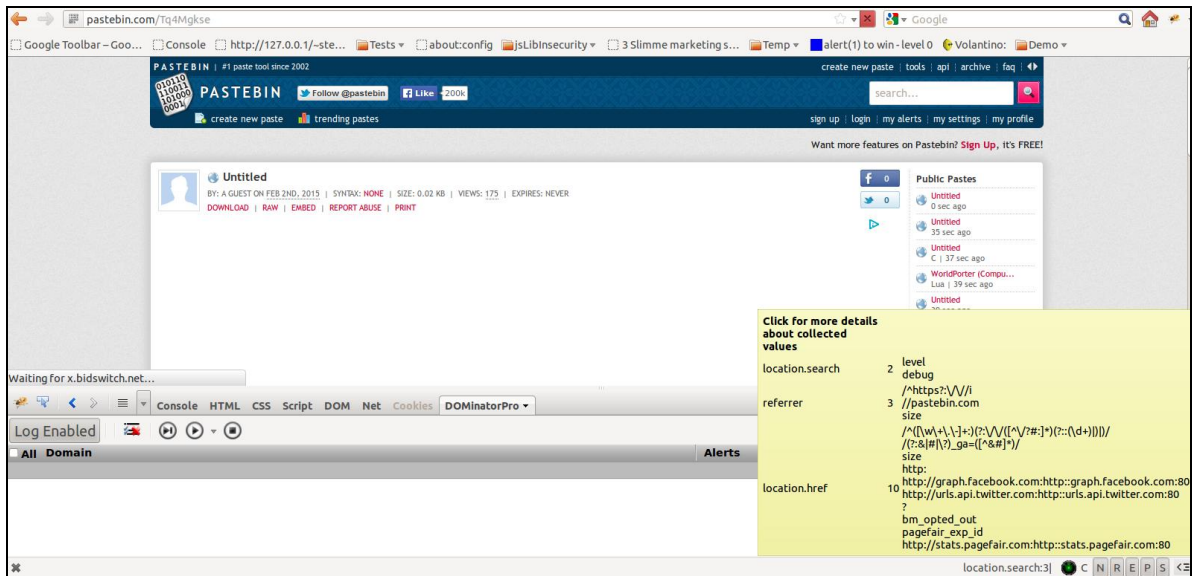 pastebin.com/Tq4Mgkse
Google
Google Toolbar – Goo... Console http://127.0.0.1/~ste... Tests about:config JsLibInsecurity 3 Slimme marketing s... Temp alert(1) to win - level 0 Volantino: Demo
PASTEBIN | #1 paste tool since 2002
create new paste | tools | api | archive | faq |
010110
110011
101000
0001
PASTEBIN
Follow @pastebin
Like 200k
search...
create new paste trending pastes
sign up | login | my alerts | my settings | my profile
Want more features on Pastebin? Sign Up, it's FREE!
Untitled
BY: A GUEST ON FEB 2ND, 2015 | SYNTAX: NONE | SIZE: 0.02 KB | VIEWS: 175 | EXPIRES: NEVER
DOWNLOAD | RAW | EMBED | REPORT ABUSE | PRINT
f 0
0
Public Pastes
Untitled
0 sec ago
Untitled
35 sec ago
Untitled
C | 37 sec ago
WorldPorter (Compu...
Lua | 39 sec ago
Untitled
Click for more details
about collected
values
location.search 2
level
debug
referrer 3
/^https?:\/\//i
//pastebin.com
size
location.href 10
/^([\w\+\.\-]+:)(?:\/\/([^\/?#:]*)(?::(\d+)|)|)/
/(?:&|#|\?)_ga=([^&#]*)/
size
http:
http://graph.facebook.com:http::graph.facebook.com:80
http://urls.api.twitter.com:http::urls.api.twitter.com:80
?
bm_opted_out
pagefair_exp_id
http://stats.pagefair.com:http::stats.pagefair.com:80
Waiting for x.bidswitch.net...
Console HTML CSS Script DOM Net Cookies DOMinatorPro
Log Enabled
All Domain Alerts
location.search:3| C N R E P S